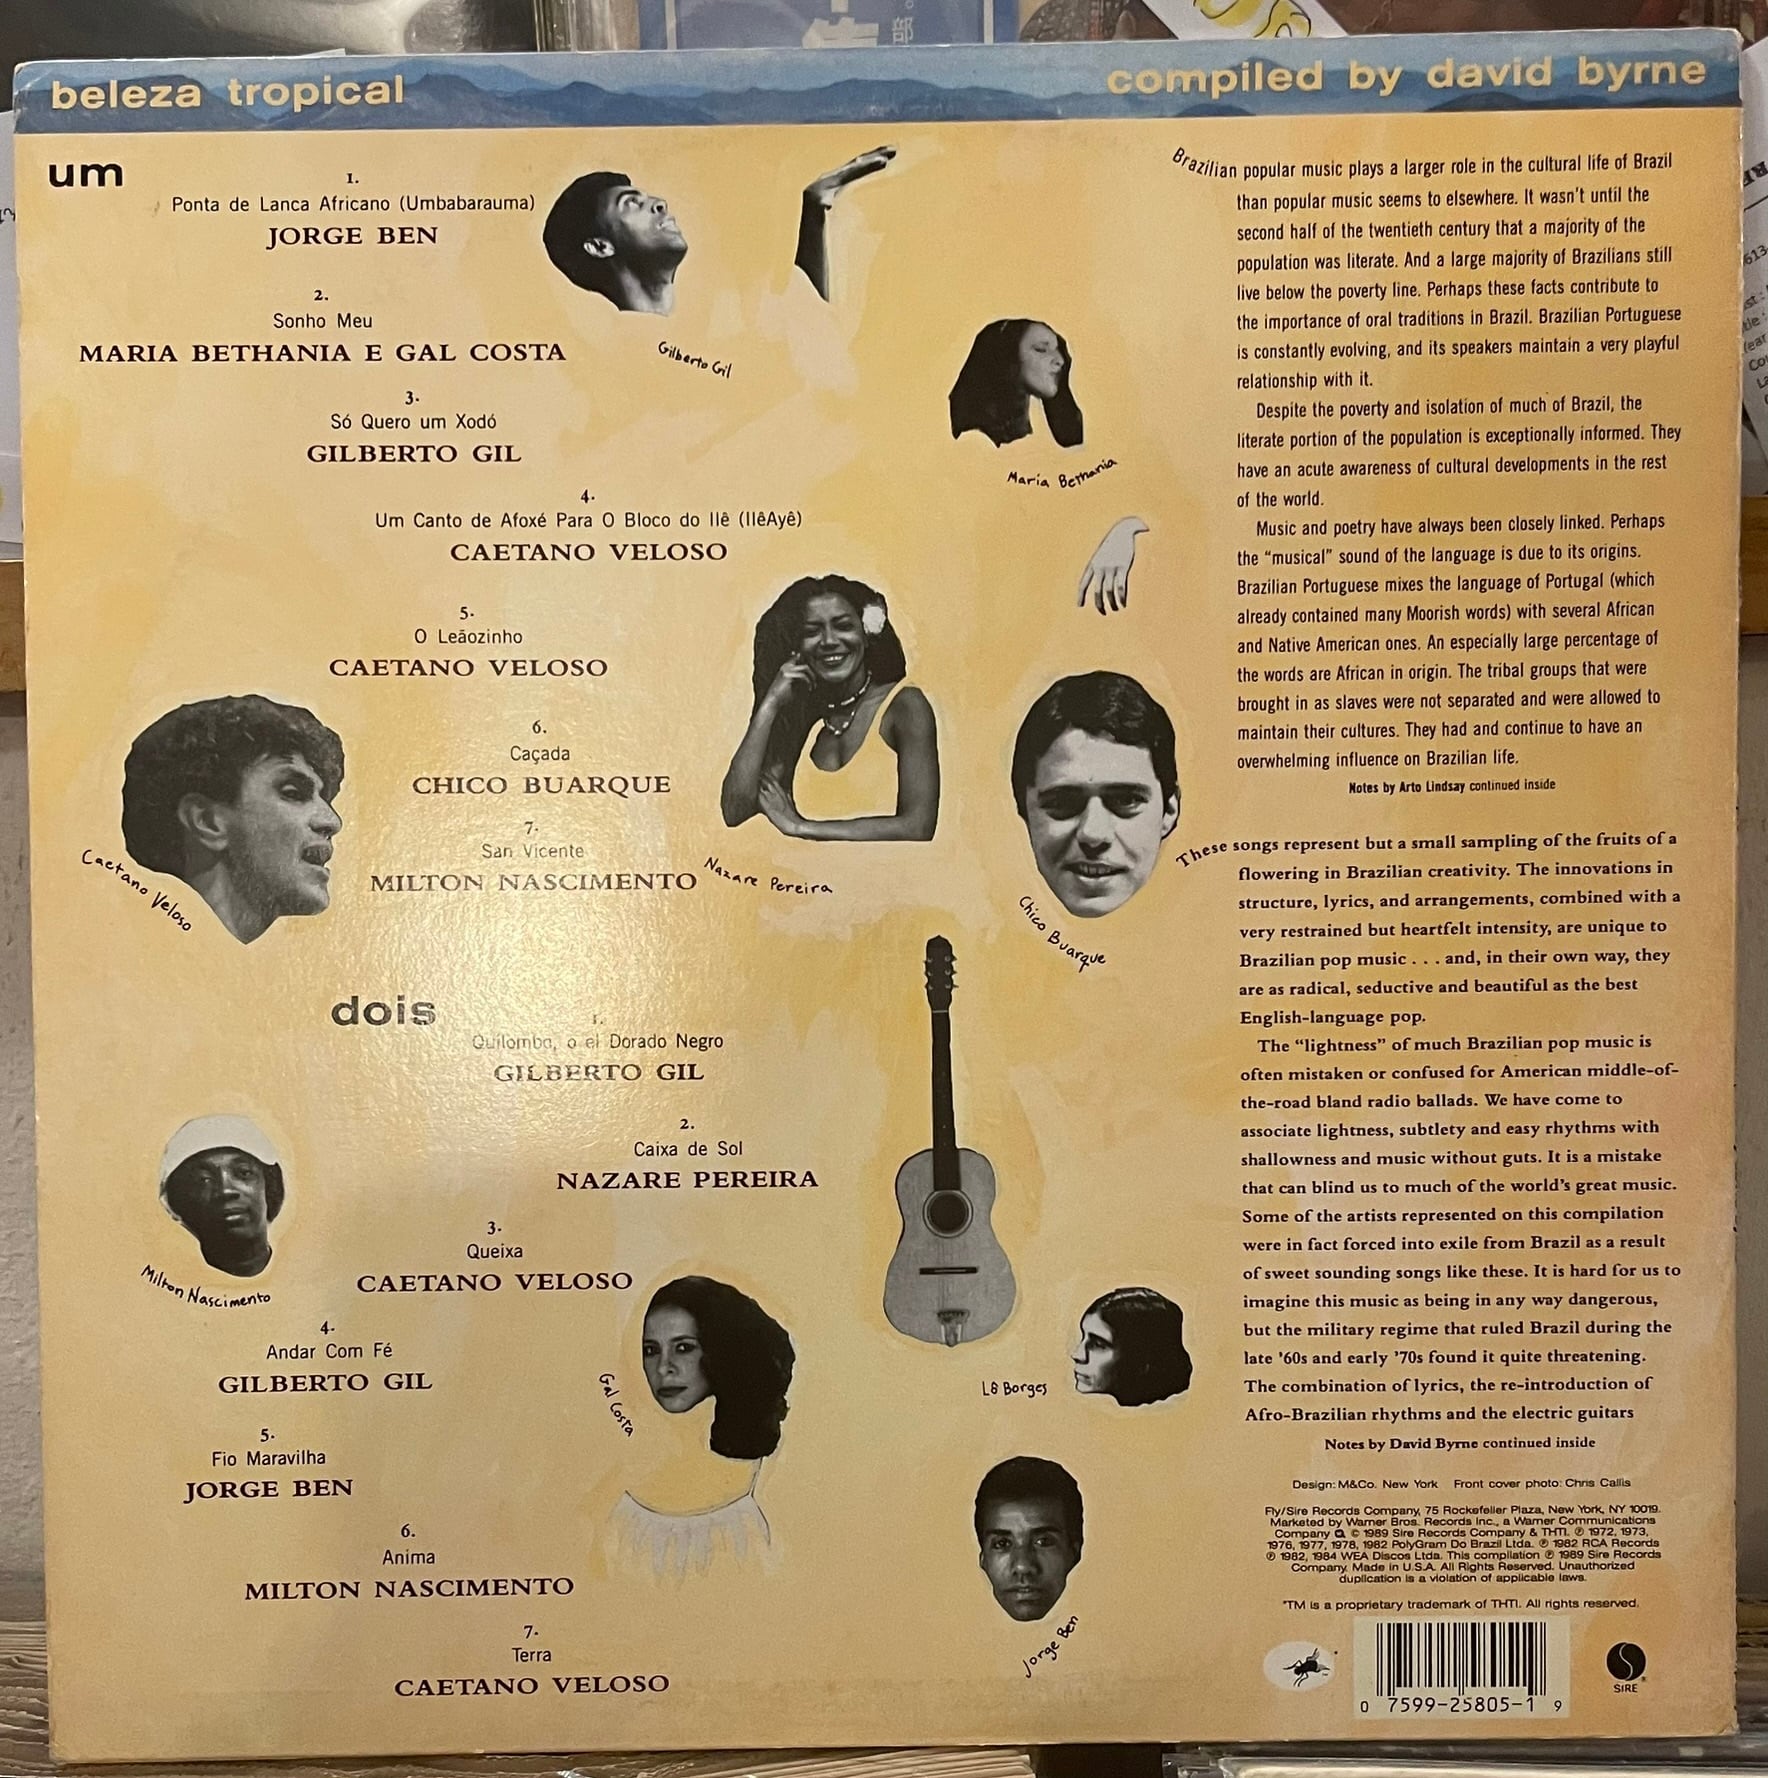 beleza tropical
compiled by david byrne
um
1.
Ponta de Lanca Africano (Umbabarauma)
JORGE BEN
2.
Sonho Meu
MARIA BETHANIA E GAL COSTA
3.
Só Quero um Xodó
GILBERTO GIL
4.
Um Canto de Afoxé Para O Bloco do Ilê (IlêAyê)
CAETANO VELOSO
5.
O Leãozinho
CAETANO VELOSO
6.
Caçada
CHICO BUARQUE
7.
San Vicente
MILTON NASCIMENTO
dois
1.
Quilombo, o el Dorado Negro
GILBERTO GIL
2.
Caixa de Sol
NAZARE PEREIRA
3.
Queixa
CAETANO VELOSO
4.
Andar Com Fé
GILBERTO GIL
5.
Fio Maravilha
JORGE BEN
6.
Anima
MILTON NASCIMENTO
7.
Terra
CAETANO VELOSO
Gilberto Gil
Maria Bethania
Caetano Veloso
Nazare Pereira
Chico Buarque
Milton Nascimento
Gal Costa
Lô Borges
Jorge Ben
Brazilian popular music plays a larger role in the cultural life of Brazil
than popular music seems to elsewhere. It wasn't until the
second half of the twentieth century that a majority of the
population was literate. And a large majority of Brazilians still
live below the poverty line. Perhaps these facts contribute to
the importance of oral traditions in Brazil. Brazilian Portuguese
is constantly evolving, and its speakers maintain a very playful
relationship with it.
Despite the poverty and isolation of much of Brazil, the
literate portion of the population is exceptionally informed. They
have an acute awareness of cultural developments in the rest
of the world.
Music and poetry have always been closely linked. Perhaps
the "musical" sound of the language is due to its origins.
Brazilian Portuguese mixes the language of Portugal (which
already contained many Moorish words) with several African
and Native American ones. An especially large percentage of
the words are African in origin. The tribal groups that were
brought in as slaves were not separated and were allowed to
maintain their cultures. They had and continue to have an
overwhelming influence on Brazilian life.
Notes by Arto Lindsay continued inside
These songs represent but a small sampling of the fruits of a
flowering in Brazilian creativity. The innovations in
structure, lyrics, and arrangements, combined with a
very restrained but heartfelt intensity, are unique to
Brazilian pop music . . . and, in their own way, they
are as radical, seductive and beautiful as the best
English-language pop.
The "lightness" of much Brazilian pop music is
often mistaken or confused for American middle-of-
the-road bland radio ballads. We have come to
associate lightness, subtlety and easy rhythms with
shallowness and music without guts. It is a mistake
that can blind us to much of the world's great music.
Some of the artists represented on this compilation
were in fact forced into exile from Brazil as a result
of sweet sounding songs like these. It is hard for us to
imagine this music as being in any way dangerous,
but the military regime that ruled Brazil during the
late '60s and early '70s found it quite threatening.
The combination of lyrics, the re-introduction of
Afro-Brazilian rhythms and the electric guitars
Notes by David Byrne continued inside
Design: M&Co. New York Front cover photo: Chris Callis
Fly/Sire Records Company, 75 Rockefeller Plaza, New York, NY 10019.
Marketed by Warner Bros. Records Inc., a Warner Communications
Company © 1989 Sire Records Company & THTI. ℗ 1972, 1973,
1976, 1977, 1978, 1982 PolyGram Do Brazil Ltda. ℗ 1982 RCA Records
℗ 1982, 1984 WEA Discos Ltda. This compilation ℗ 1989 Sire Records
Company. Made in U.S.A. All Rights Reserved. Unauthorized
duplication is a violation of applicable laws.
*TM is a proprietary trademark of THTI. All rights reserved.
0 7599-25805-1 9
SIRE